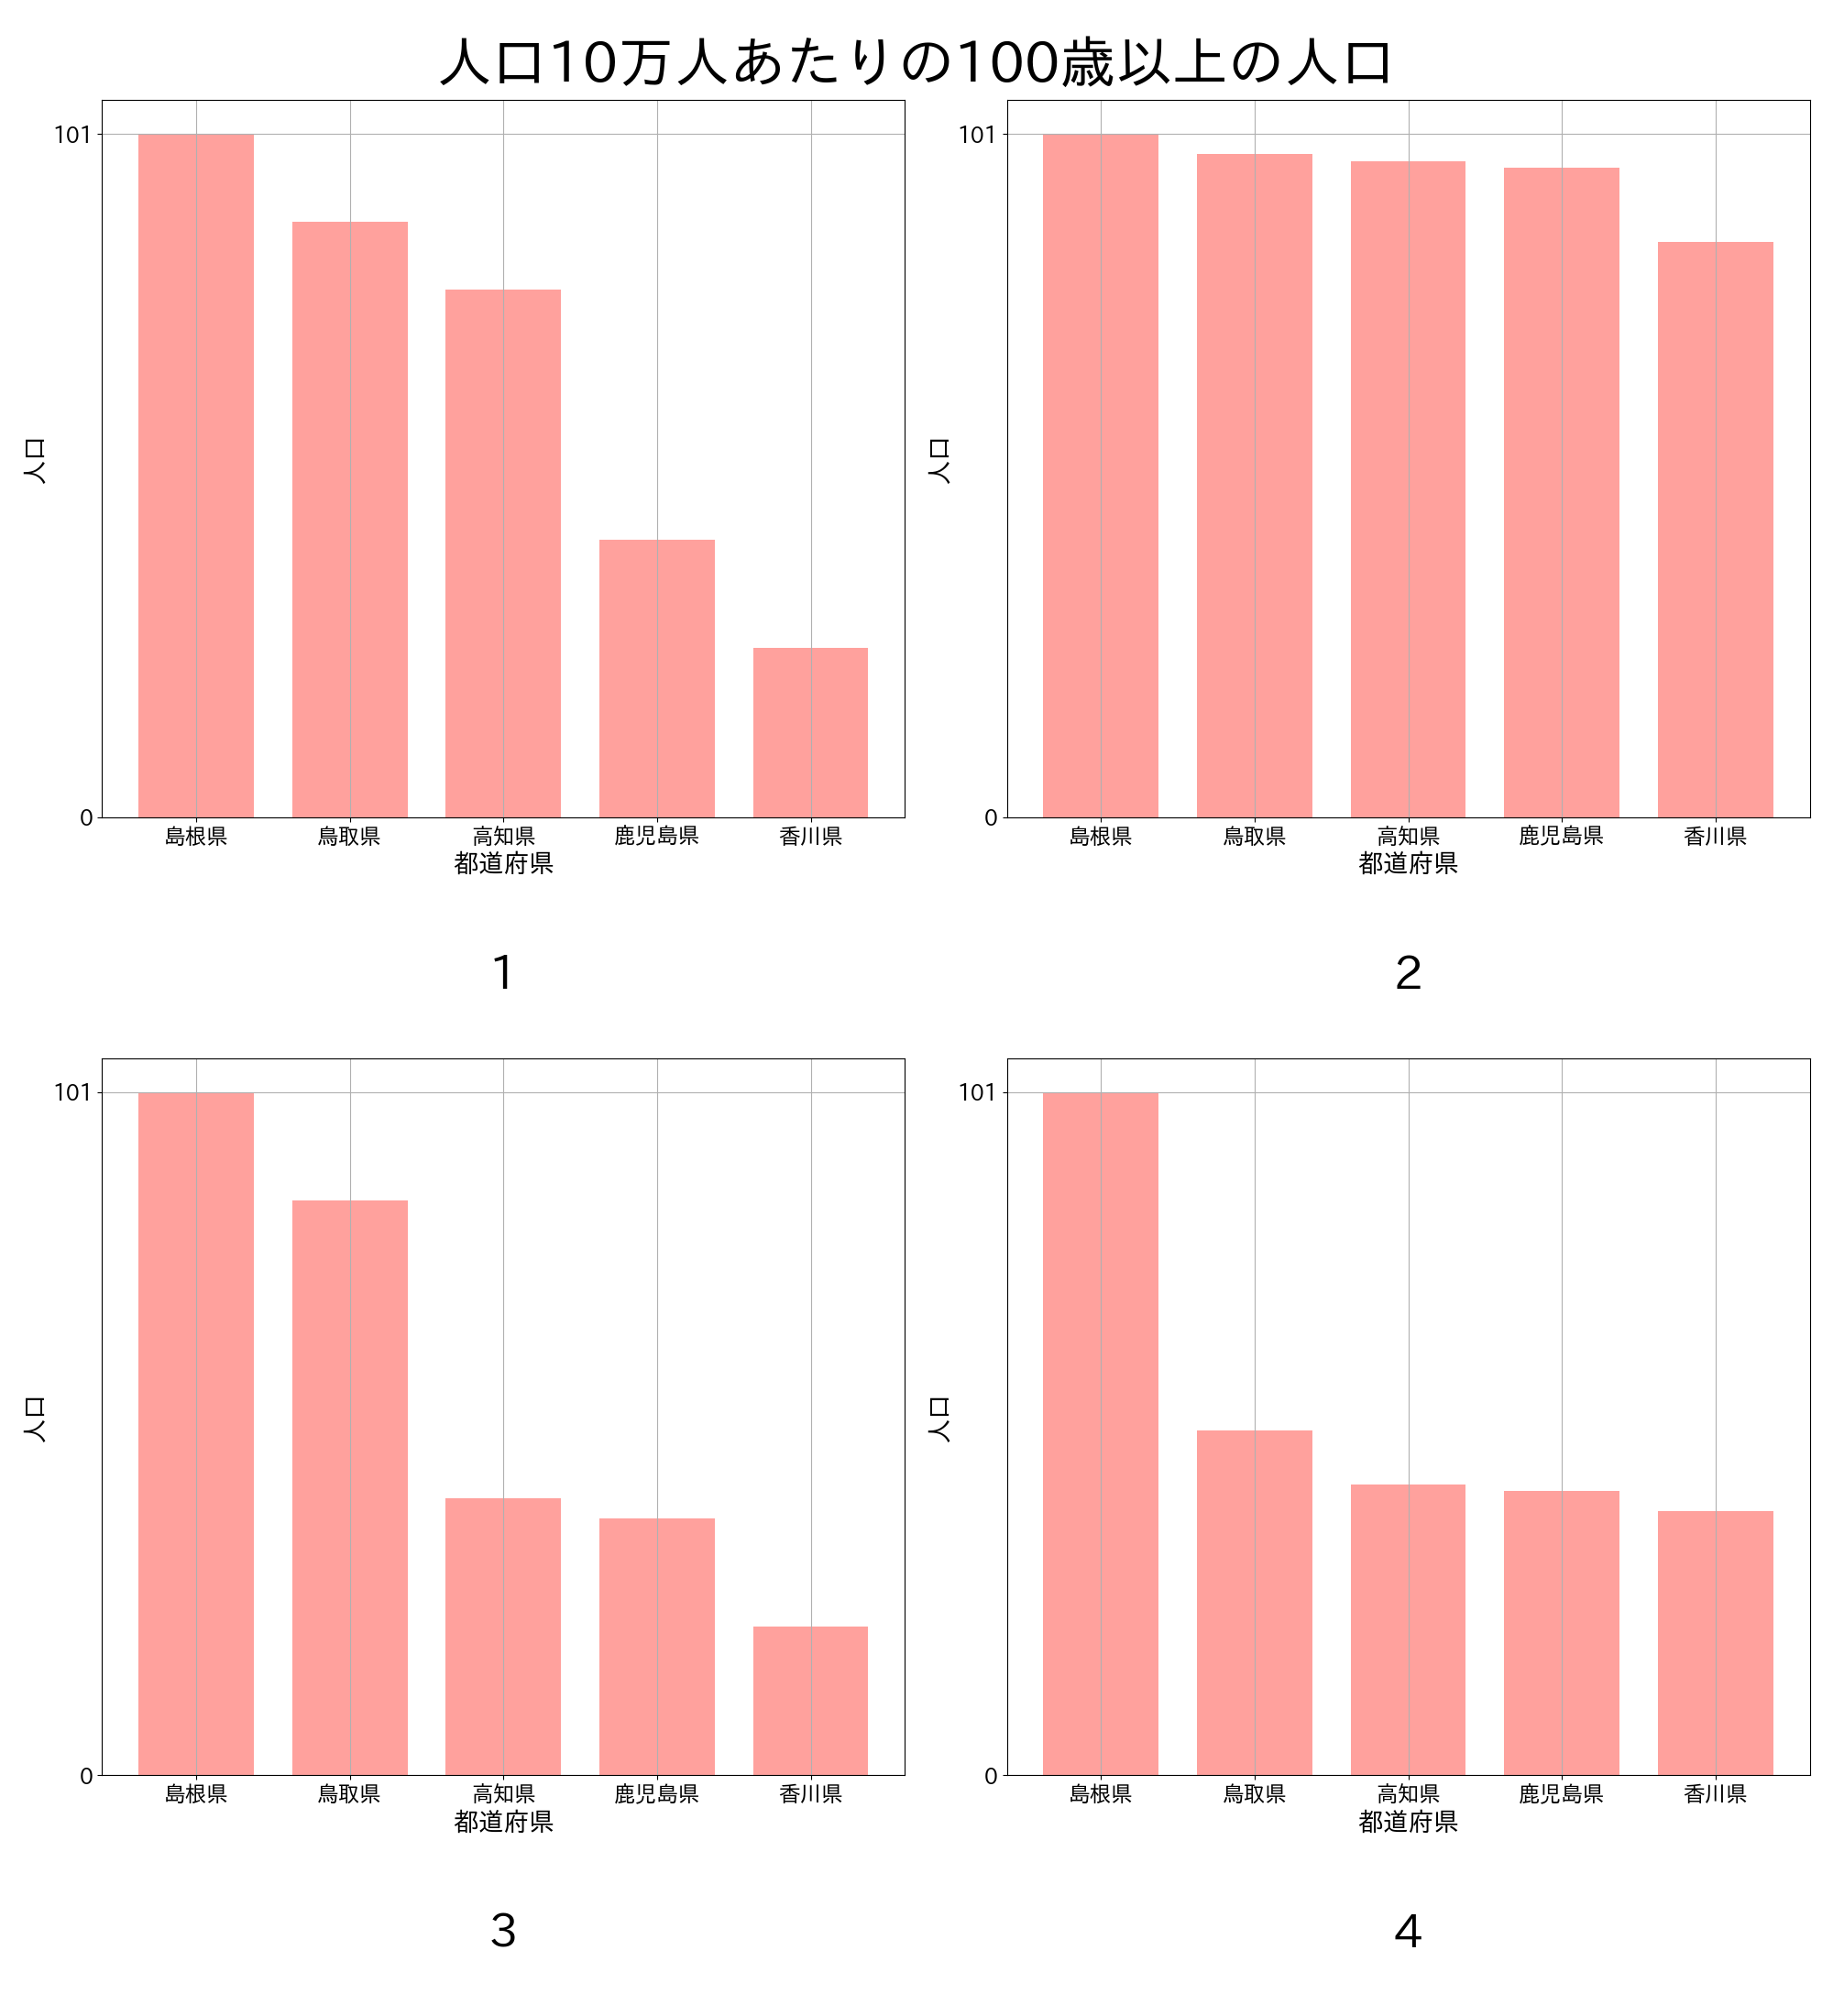 人口10万人あたりの100歳以上の人口
101
0
人口
島根県 鳥取県 高知県 鹿児島県 香川県
都道府県
1
101
0
人口
島根県 鳥取県 高知県 鹿児島県 香川県
都道府県
2
101
0
人口
島根県 鳥取県 高知県 鹿児島県 香川県
都道府県
3
101
0
人口
島根県 鳥取県 高知県 鹿児島県 香川県
都道府県
4